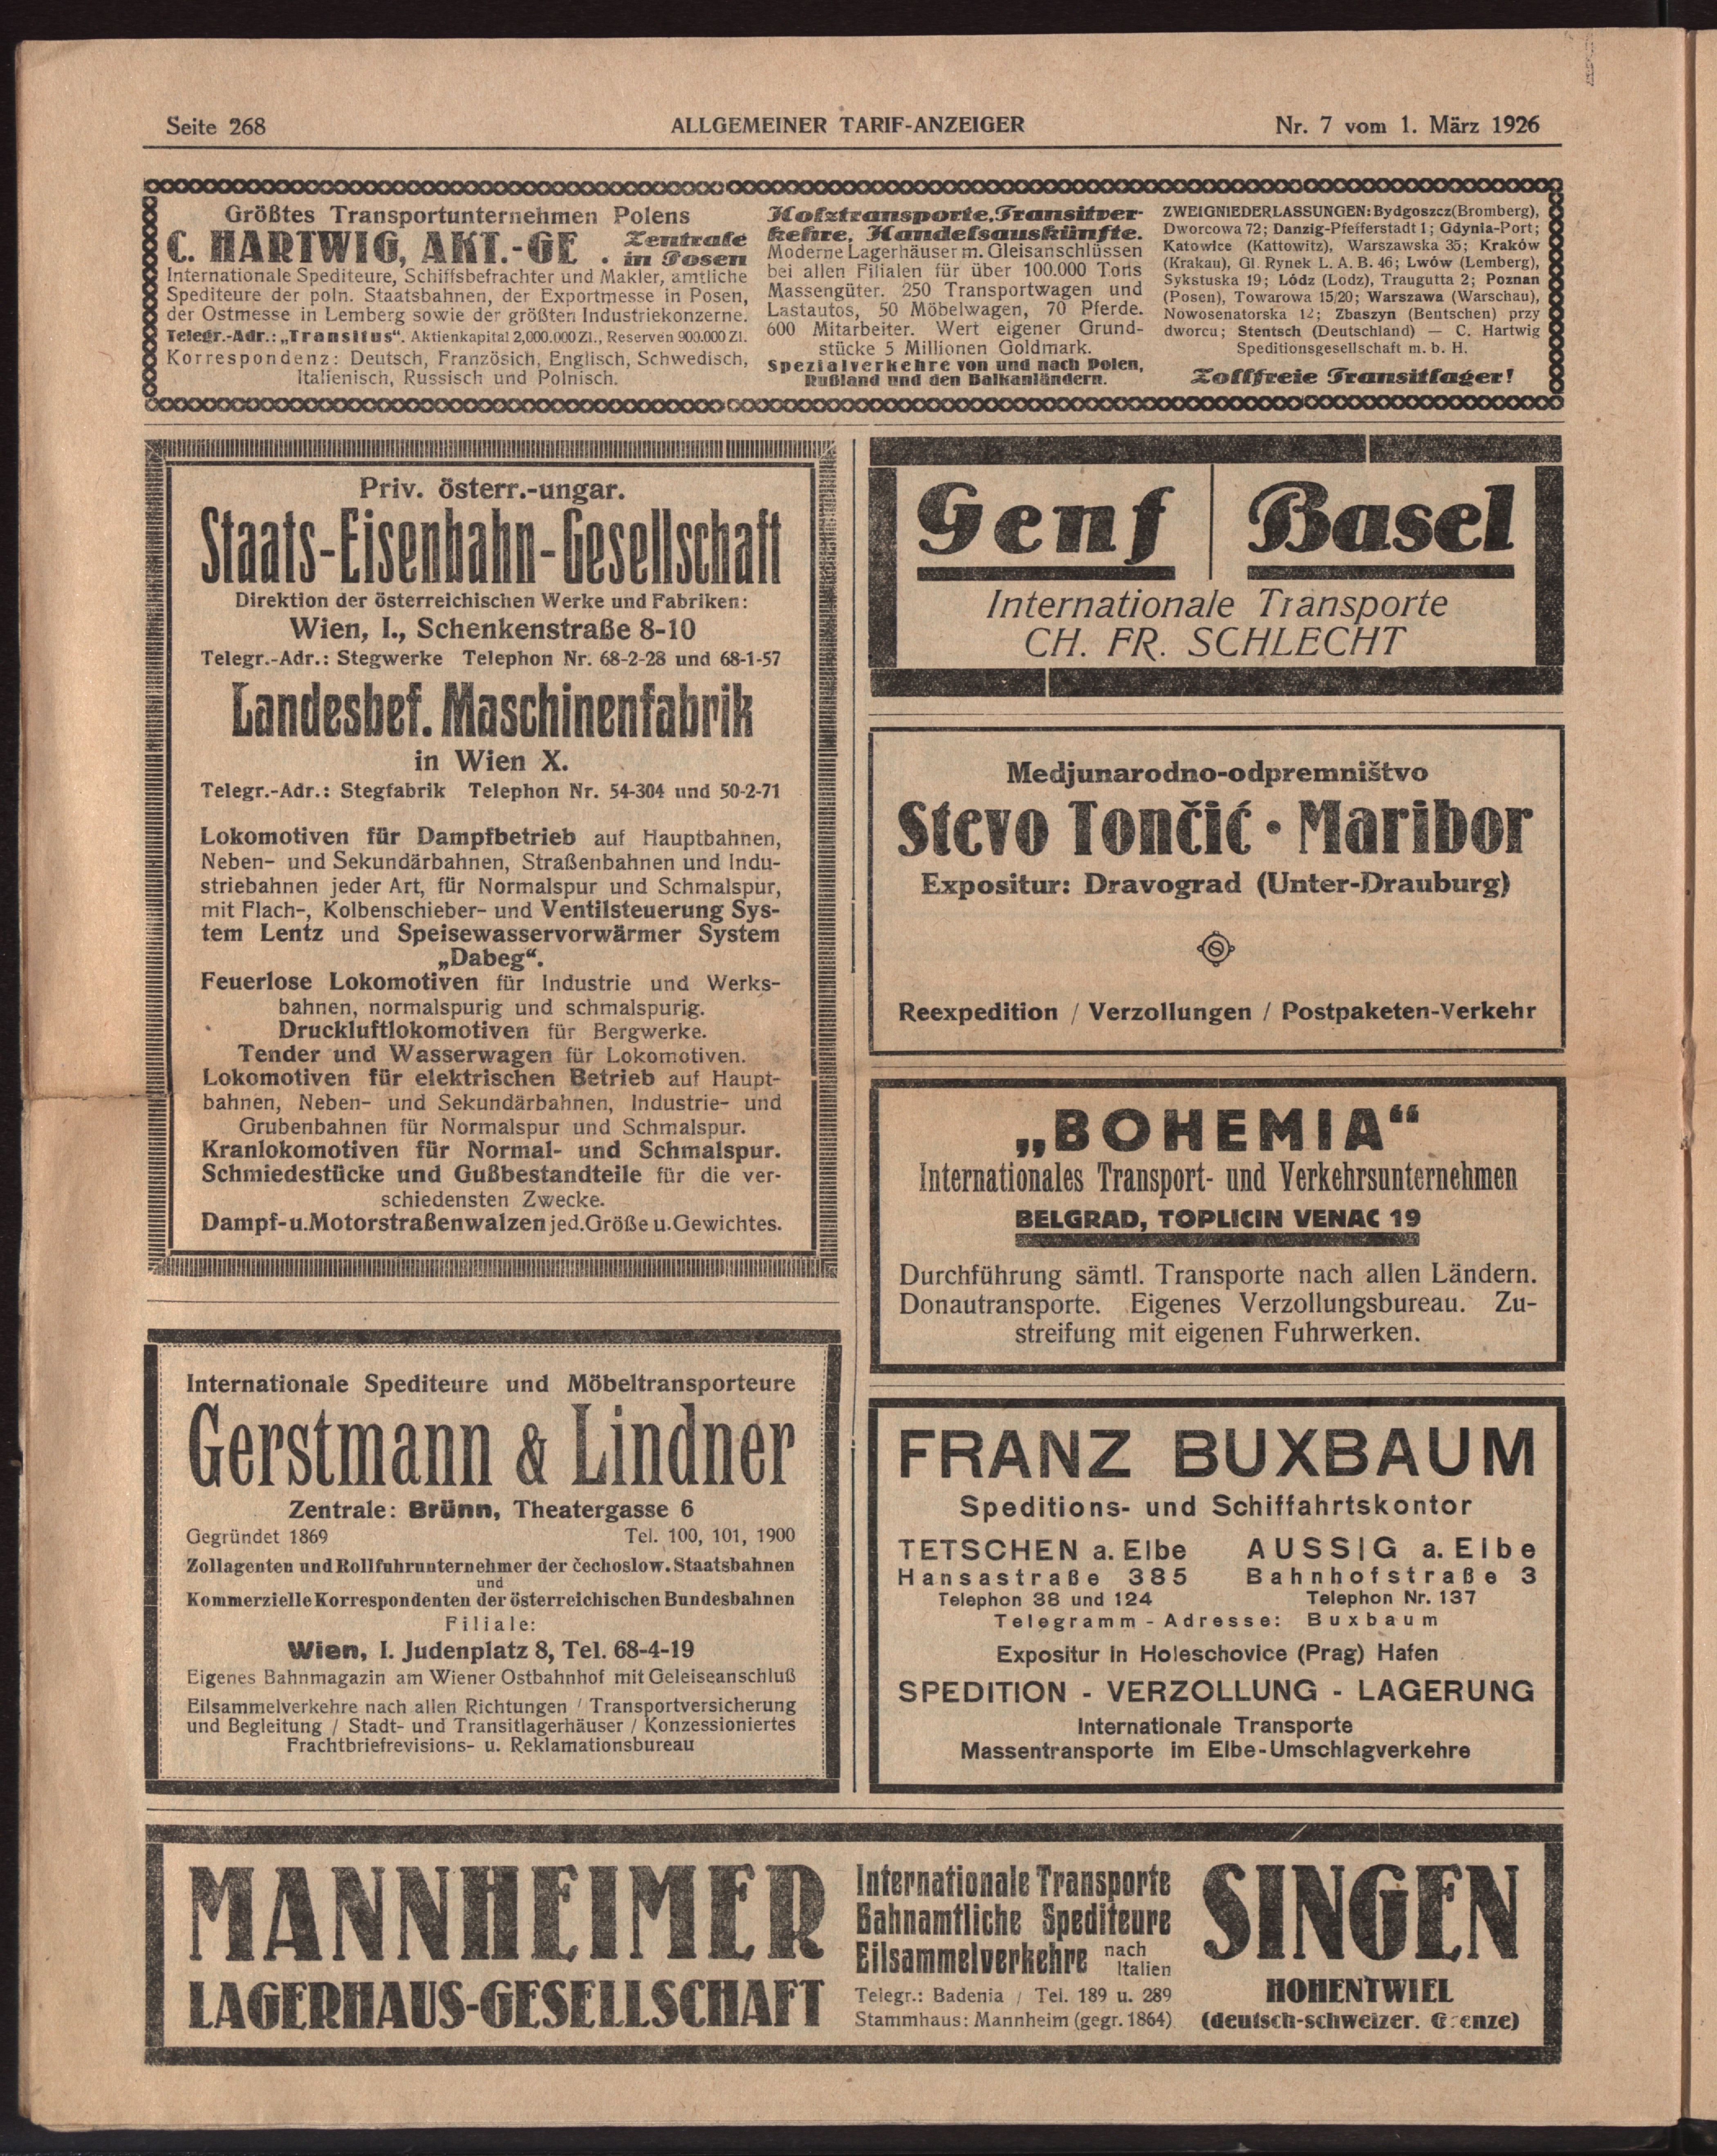 Seite 268
ALLGEMEINER TARIF-ANZEIGER
Nr. 7 vom 1. März 1926
Größtes Transportunternehmen Polens
C. HARTWIG, AKT.-GE . Zentrale in Posen
Internationale Spediteure, Schiffsbefrachter und Makler, amtliche
Spediteure der poln. Staatsbahnen, der Exportmesse in Posen,
der Ostmesse in Lemberg sowie der größten Industriekonzerne.
Telegr.-Adr.: „Transitus“. Aktienkapital 2,000.000 Zl., Reserven 900.000 Zl.
Korrespondenz: Deutsch, Französich, Englisch, Schwedisch,
Italienisch, Russisch und Polnisch.
Holztransporte, Transitver-
kehre, Handelsauskünfte.
Moderne Lagerhäuser m. Gleisanschlüssen
bei allen Filialen für über 100.000 Tons
Massengüter. 250 Transportwagen und
Lastautos, 50 Möbelwagen, 70 Pferde.
600 Mitarbeiter. Wert eigener Grund-
stücke 5 Millionen Goldmark.
Spezialverkehre von und nach Polen,
Rußland und den Balkanländern.
ZWEIGNIEDERLASSUNGEN: Bydgoszcz (Bromberg),
Dworcowa 72; Danzig-Pfefferstadt 1; Gdynia-Port;
Katowice (Kattowitz), Warszawska 35; Kraków
(Krakau), Gl. Rynek L. A. B. 46; Lwów (Lemberg),
Sykstuska 19; Lódz (Lodz), Traugutta 2; Poznan
(Posen), Towarowa 15/20; Warszawa (Warschau),
Nowosenatorska 12; Zbaszyn (Bentschen) przy
dworcu; Stentsch (Deutschland) — C. Hartwig
Speditionsgesellschaft m. b. H.
Zollfreie Transitlager!
Priv. österr.-ungar.
Staats-Eisenbahn-Gesellschaft
Direktion der österreichischen Werke und Fabriken:
Wien, I., Schenkenstraße 8-10
Telegr.-Adr.: Stegwerke Telephon Nr. 68-2-28 und 68-1-57
Landesbef. Maschinenfabrik
in Wien X.
Telegr.-Adr.: Stegfabrik Telephon Nr. 54-304 und 50-2-71
Lokomotiven für Dampfbetrieb auf Hauptbahnen,
Neben- und Sekundärbahnen, Straßenbahnen und Indu-
striebahnen jeder Art, für Normalspur und Schmalspur,
mit Flach-, Kolbenschieber- und Ventilsteuerung Sys-
tem Lentz und Speisewasservorwärmer System
„Dabeg“.
Feuerlose Lokomotiven für Industrie und Werks-
bahnen, normalspurig und schmalspurig.
Druckluftlokomotiven für Bergwerke.
Tender und Wasserwagen für Lokomotiven.
Lokomotiven für elektrischen Betrieb auf Haupt-
bahnen, Neben- und Sekundärbahnen, Industrie- und
Grubenbahnen für Normalspur und Schmalspur.
Kranlokomotiven für Normal- und Schmalspur.
Schmiedestücke und Gußbestandteile für die ver-
schiedensten Zwecke.
Dampf- u. Motorstraßenwalzen jed. Größe u. Gewichtes.
Internationale Spediteure und Möbeltransporteure
Gerstmann & Lindner
Zentrale: Brünn, Theatergasse 6
Gegründet 1869 Tel. 100, 101, 1900
Zollagenten und Rollfuhrunternehmer der čechoslow. Staatsbahnen
und
Kommerzielle Korrespondenten der österreichischen Bundesbahnen
Filiale:
Wien, I. Judenplatz 8, Tel. 68-4-19
Eigenes Bahnmagazin am Wiener Ostbahnhof mit Geleiseanschluß
Eilsammelverkehre nach allen Richtungen / Transportversicherung
und Begleitung / Stadt- und Transitlagerhäuser / Konzessioniertes
Frachtbriefrevisions- u. Reklamationsbureau
Genf | Basel
Internationale Transporte
CH. FR. SCHLECHT
Medjunarodno-odpremništvo
Stevo Tončić • Maribor
Expositur: Dravograd (Unter-Drauburg)
Reexpedition / Verzollungen / Postpaketen-Verkehr
„BOHEMIA“
Internationales Transport- und Verkehrsunternehmen
BELGRAD, TOPLICIN VENAC 19
Durchführung sämtl. Transporte nach allen Ländern.
Donautransporte. Eigenes Verzollungsbureau. Zu-
streifung mit eigenen Fuhrwerken.
FRANZ BUXBAUM
Speditions- und Schiffahrtskontor
TETSCHEN a. Elbe AUSSIG a. Elbe
Hansastraße 385 Bahnhofstraße 3
Telephon 38 und 124 Telephon Nr. 137
Telegramm-Adresse: Buxbaum
Expositur in Holeschovice (Prag) Hafen
SPEDITION - VERZOLLUNG - LAGERUNG
Internationale Transporte
Massentransporte im Elbe-Umschlagverkehre
MANNHEIMER
LAGERHAUS-GESELLSCHAFT
Internationale Transporte
Bahnamtliche Spediteure
Eilsammelverkehre nach Italien
Telegr.: Badenia / Tel. 189 u. 289
Stammhaus: Mannheim (gegr. 1864)
SINGEN
HOHENTWIEL
(deutsch-schweizer. Grenze)